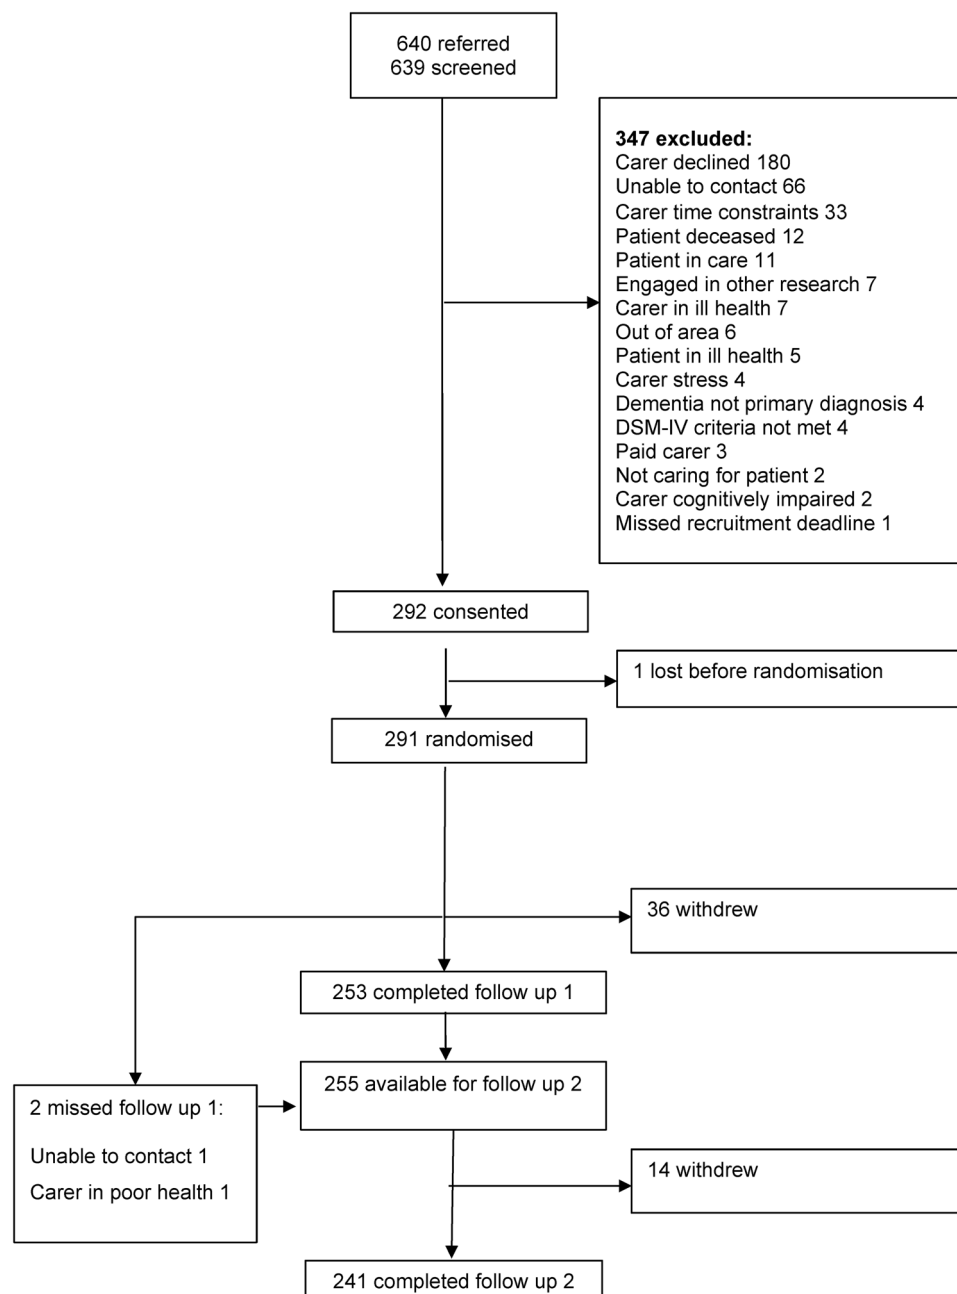 640 referred
639 screened
347 excluded:
Carer declined 180
Unable to contact 66
Carer time constraints 33
Patient deceased 12
Patient in care 11
Engaged in other research 7
Carer in ill health 7
Out of area 6
Patient in ill health 5
Carer stress 4
Dementia not primary diagnosis 4
DSM-IV criteria not met 4
Paid carer 3
Not caring for patient 2
Carer cognitively impaired 2
Missed recruitment deadline 1
292 consented
1 lost before randomisation
291 randomised
36 withdrew
253 completed follow up 1
255 available for follow up 2
2 missed follow up 1:
Unable to contact 1
Carer in poor health 1
14 withdrew
241 completed follow up 2